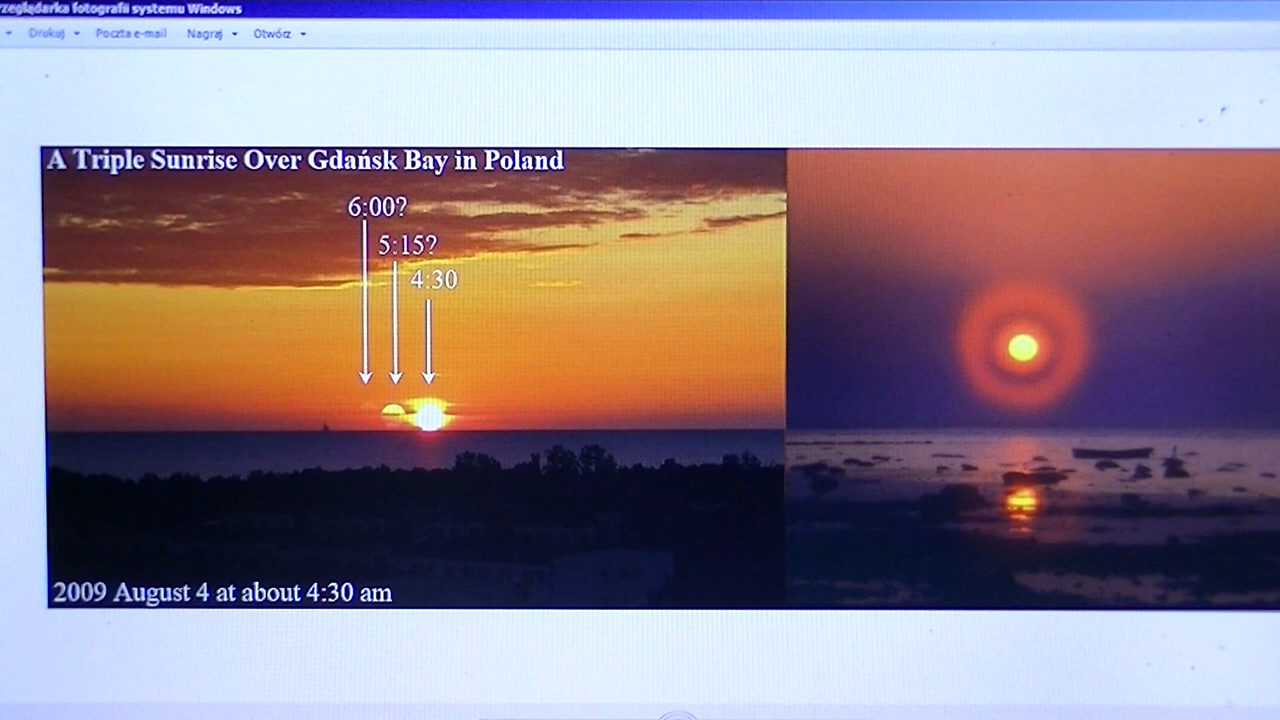 rzeglądarka fotografii systemu Windows
Drukuj Poczta e-mail Nagraj Otwórz
A Triple Sunrise Over Gdańsk Bay in Poland
6:00?
5:15?
4:30
2009 August 4 at about 4:30 am